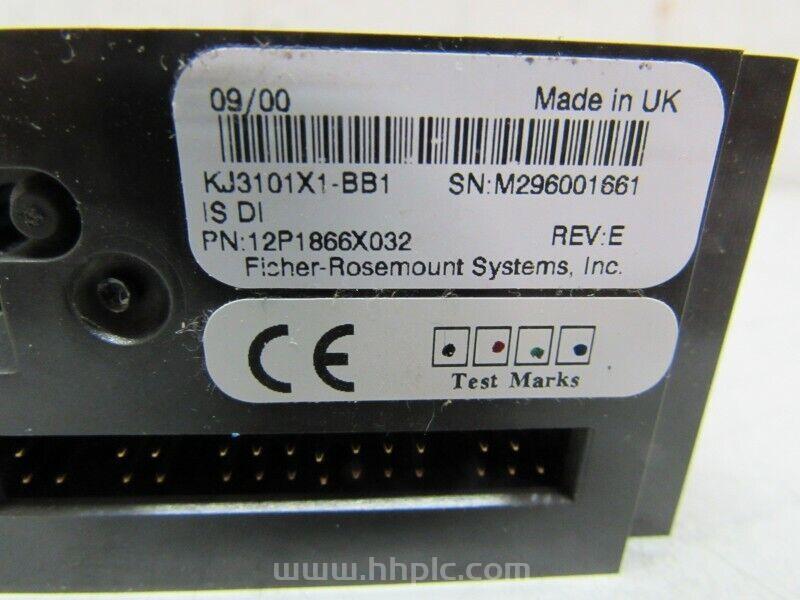 09/00 Made in UK
KJ3101X1-BB1 SN:M296001661
IS DI
PN:12P1866X032 REV:E
Fisher-Rosemount Systems, Inc.
CE
Test Marks
www.hhplc.com